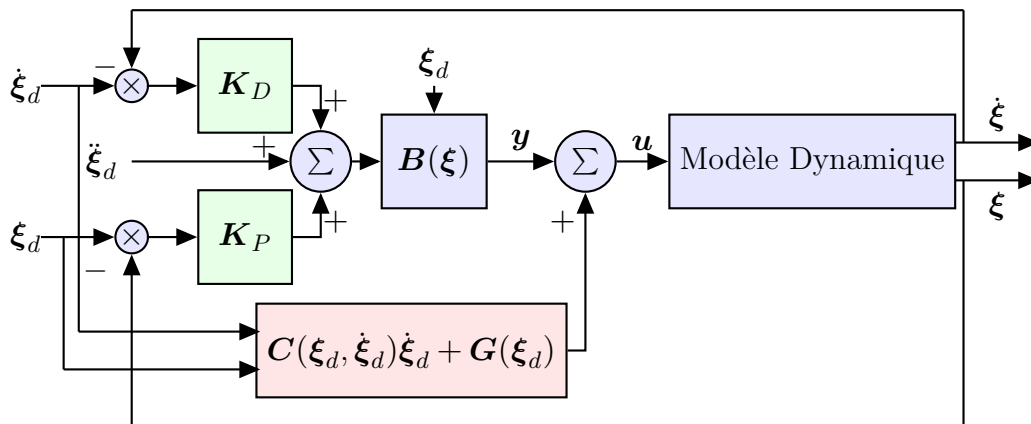 −
ξ̇_d
×
K_D
+
ξ_d
ξ̇
ξ̈_d
+
∑
B(ξ)
y
∑
u
Modèle Dynamique
ξ
ξ_d
×
K_P
+
+
−
C(ξ_d, ξ̇_d)ξ̇_d + G(ξ_d)